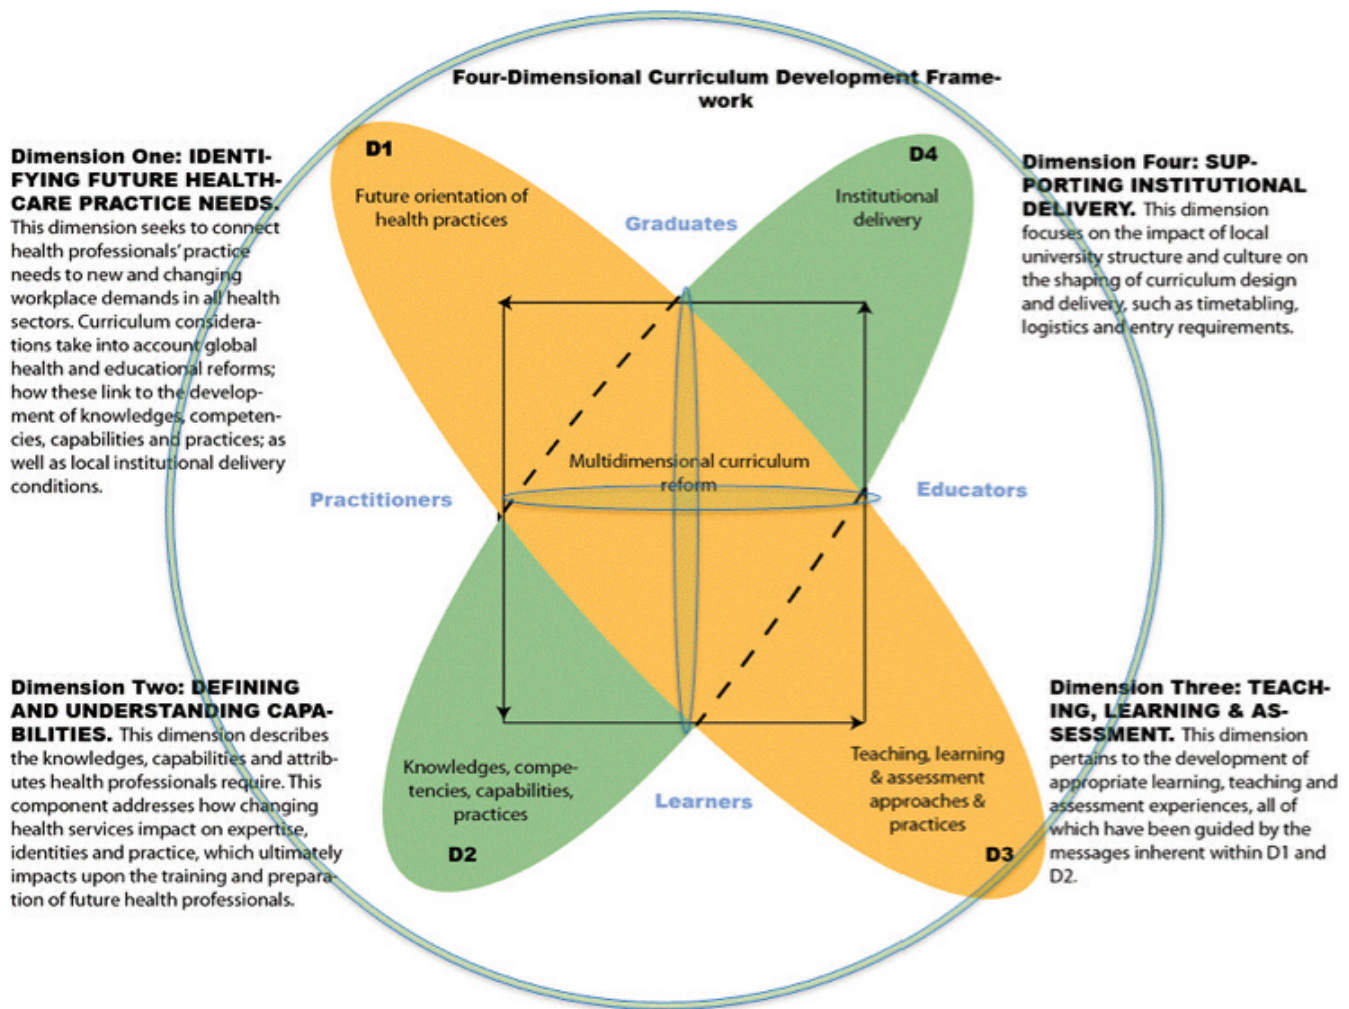 Four-Dimensional Curriculum Development Frame-
work
Dimension One: IDENTI-
FYING FUTURE HEALTH-
CARE PRACTICE NEEDS.
This dimension seeks to connect
health professionals' practice
needs to new and changing
workplace demands in all health
sectors. Curriculum considera-
tions take into account global
health and educational reforms;
how these link to the develop-
ment of knowledges, competen-
cies, capabilities and practices; as
well as local institutional delivery
conditions.
D1
Future orientation of
health practices
Graduates
D4
Institutional
delivery
Dimension Four: SUP-
PORTING INSTITUTIONAL
DELIVERY. This dimension
focuses on the impact of local
university structure and culture on
the shaping of curriculum design
and delivery, such as timetabling,
logistics and entry requirements.
Multidimensional curriculum
reform
Practitioners
Educators
Dimension Two: DEFINING
AND UNDERSTANDING CAPA-
BILITIES. This dimension describes
the knowledges, capabilities and attrib-
utes health professionals require. This
component addresses how changing
health services impact on expertise,
identities and practice, which ultimately
impacts upon the training and prepara-
tion of future health professionals.
Knowledges, compe-
tencies, capabilities,
practices
D2
Learners
Teaching, learning
& assessment
approaches &
practices
D3
Dimension Three: TEACH-
ING, LEARNING & AS-
SESSMENT. This dimension
pertains to the development of
appropriate learning, teaching and
assessment experiences, all of
which have been guided by the
messages inherent within D1 and
D2.